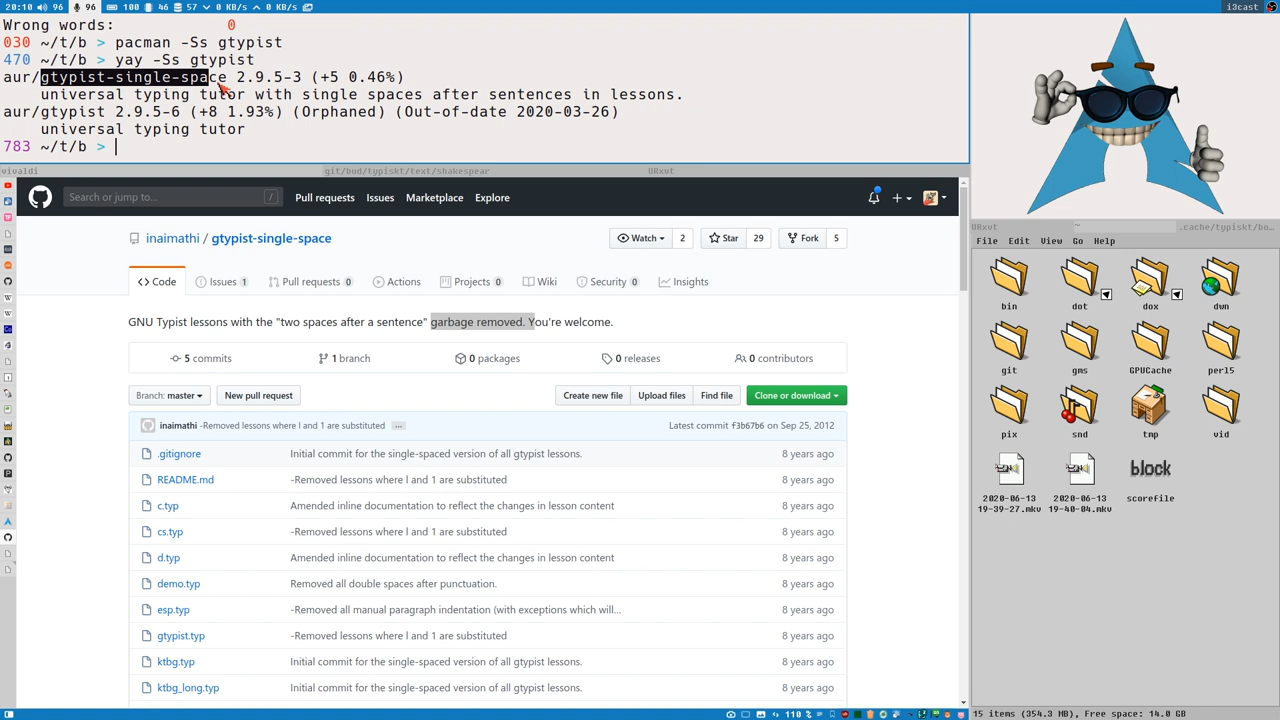 20:10 96 96 100 46 57 0 KB/s 0 KB/s
i3cast
Wrong words: 0
030 ~/t/b > pacman -Ss gtypist
470 ~/t/b > yay -Ss gtypist
aur/gtypist-single-space 2.9.5-3 (+5 0.46%)
universal typing tutor with single spaces after sentences in lessons.
aur/gtypist 2.9.5-6 (+8 1.93%) (Orphaned) (Out-of-date 2020-03-26)
universal typing tutor
783 ~/t/b >
vivaldi git/bud/typiskt/text/shakespear URxvt
Search or jump to... /
Pull requests Issues Marketplace Explore
inaimathi / gtypist-single-space
Watch 2 Star 29 Fork 5
Code Issues 1 Pull requests 0 Actions Projects 0 Wiki Security 0 Insights
GNU Typist lessons with the "two spaces after a sentence" garbage removed. You're welcome.
5 commits 1 branch 0 packages 0 releases 0 contributors
Branch: master New pull request Create new file Upload files Find file Clone or download
inaimathi -Removed lessons where l and 1 are substituted ... Latest commit f3b67b6 on Sep 25, 2012
.gitignore Initial commit for the single-spaced version of all gtypist lessons. 8 years ago
README.md -Removed lessons where l and 1 are substituted 8 years ago
c.typ Amended inline documentation to reflect the changes in lesson content 8 years ago
cs.typ -Removed lessons where l and 1 are substituted 8 years ago
d.typ Amended inline documentation to reflect the changes in lesson content 8 years ago
demo.typ Removed all double spaces after punctuation. 8 years ago
esp.typ -Removed all manual paragraph indentation (with exceptions which will... 8 years ago
gtypist.typ -Removed lessons where l and 1 are substituted 8 years ago
ktbg.typ Initial commit for the single-spaced version of all gtypist lessons. 8 years ago
ktbg_long.typ Initial commit for the single-spaced version of all gtypist lessons. 8 years ago
URxvt ~ .cache/typiskt/bo...
File Edit View Go Help
bin dot dox dwn
git gms GPUCache perl5
pix snd tmp vid
2020-06-13 19-39-27.mkv
2020-06-13 19-40-04.mkv
block
scorefile
110 %
15 items (354.3 MB), Free space: 14.0 GB